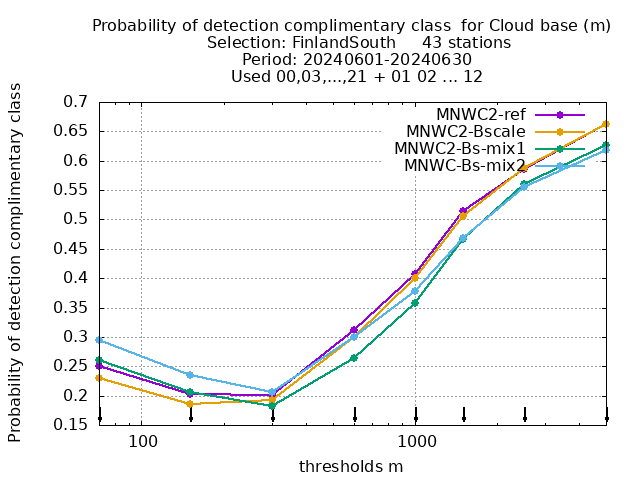 Probability of detection complimentary class  for Cloud base (m)
Selection: FinlandSouth     43 stations
Period: 20240601-20240630
Used 00,03,...,21 + 01 02 ... 12
Probability of detection complimentary class
0.7
0.65
0.6
0.55
0.5
0.45
0.4
0.35
0.3
0.25
0.2
0.15
MNWC2-ref
MNWC2-Bscale
MNWC2-Bs-mix1
MNWC-Bs-mix2
100
1000
thresholds m